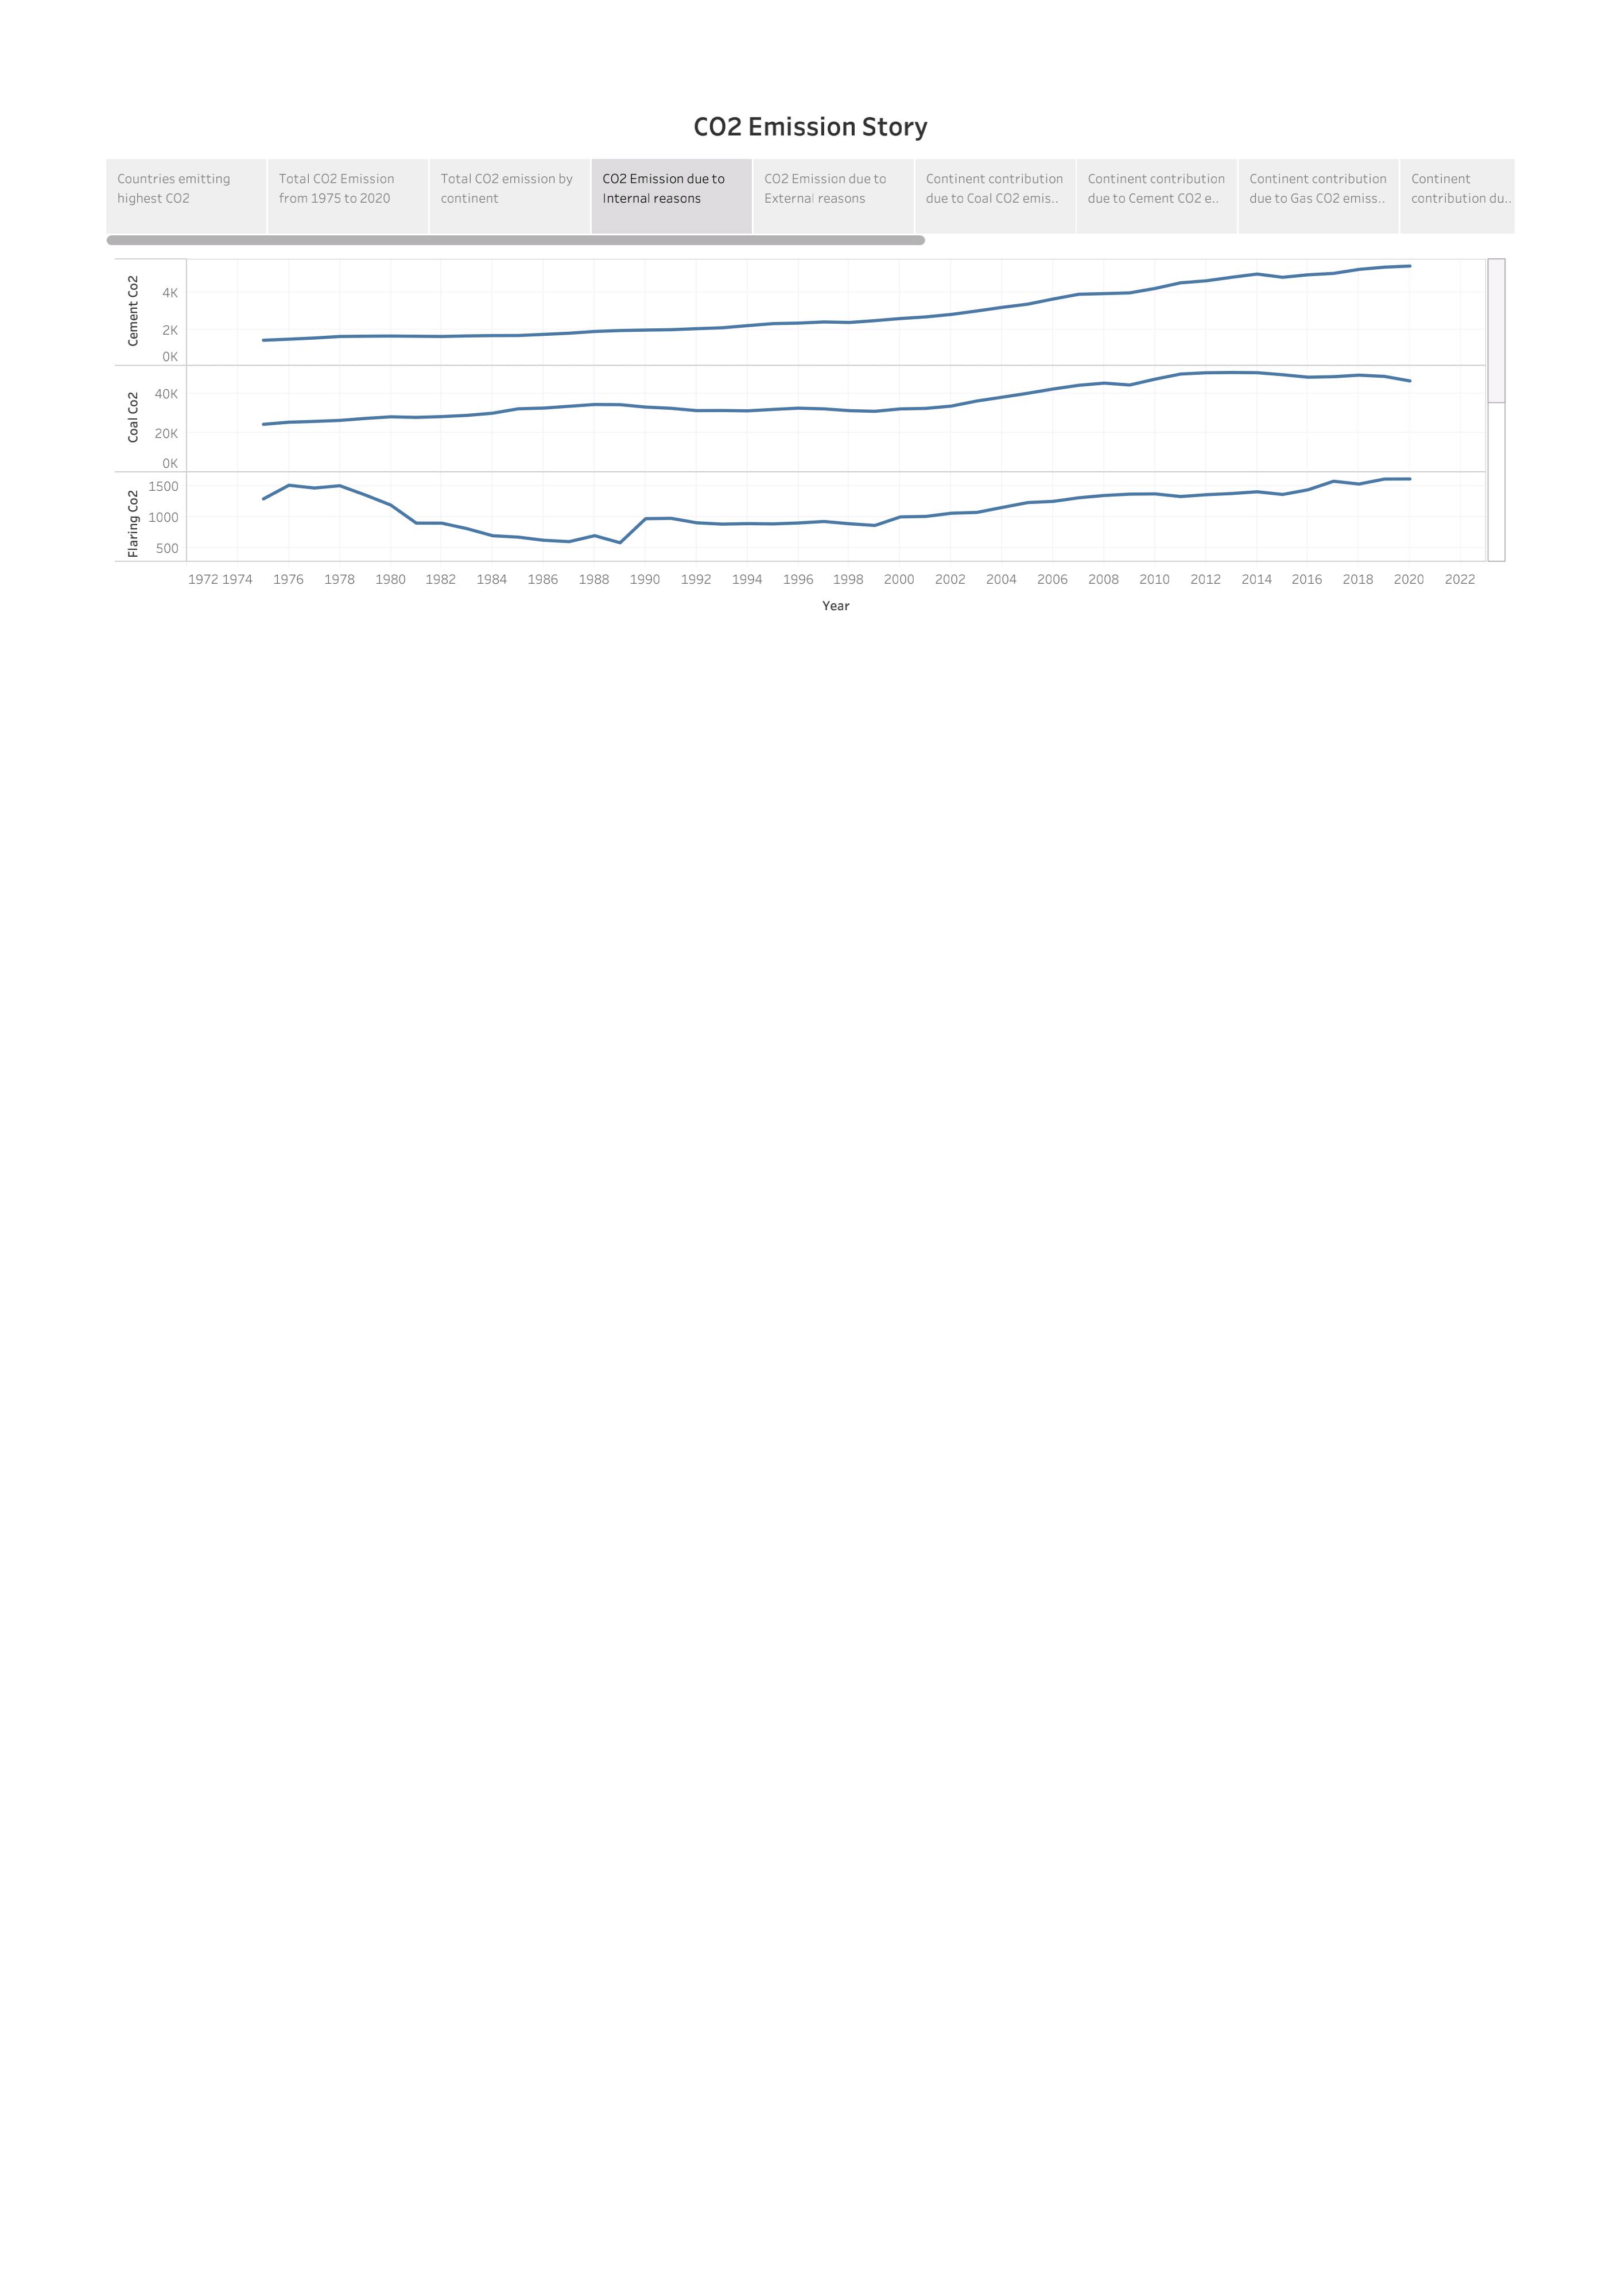 CO2 Emission Story
Countries emitting
highest CO2
Total CO2 Emission
from 1975 to 2020
Total CO2 emission by
continent
CO2 Emission due to
Internal reasons
CO2 Emission due to
External reasons
Continent contribution
due to Coal CO2 emis..
Continent contribution
due to Cement CO2 e..
Continent contribution
due to Gas CO2 emiss..
Continent
contribution du..
Cement Co2
4K
2K
0K
Coal Co2
40K
20K
0K
Flaring Co2
1500
1000
500
1972 1974 1976 1978 1980 1982 1984 1986 1988 1990 1992 1994 1996 1998 2000 2002 2004 2006 2008 2010 2012 2014 2016 2018 2020 2022
Year